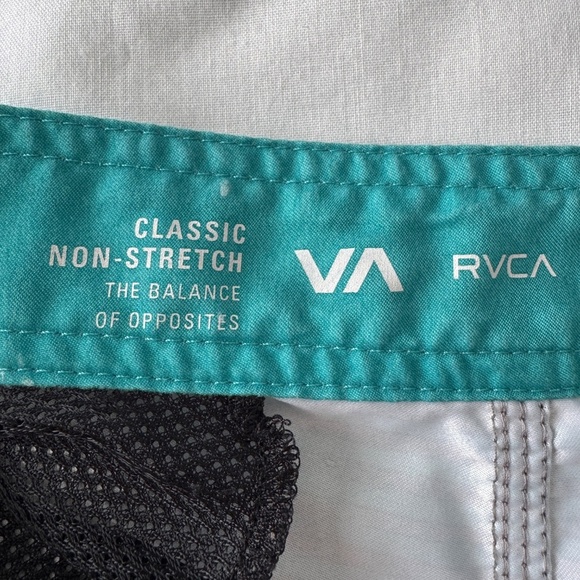 CLASSIC
NON-STRETCH
THE BALANCE
OF OPPOSITES
VA
RVCA